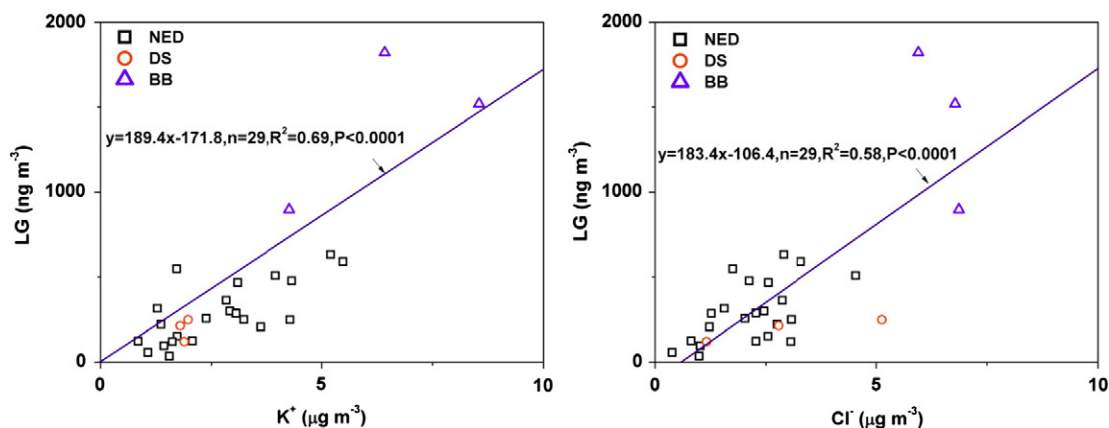 2000
NED
DS
BB
y=189.4x-171.8,n=29,R²=0.69,P<0.0001
1000
LG (ng m⁻³)
0
0 5 10
K⁺ (µg m⁻³)
2000
NED
DS
BB
y=183.4x-106.4,n=29,R²=0.58,P<0.0001
1000
LG (ng m⁻³)
0
0 5 10
Cl⁻ (µg m⁻³)